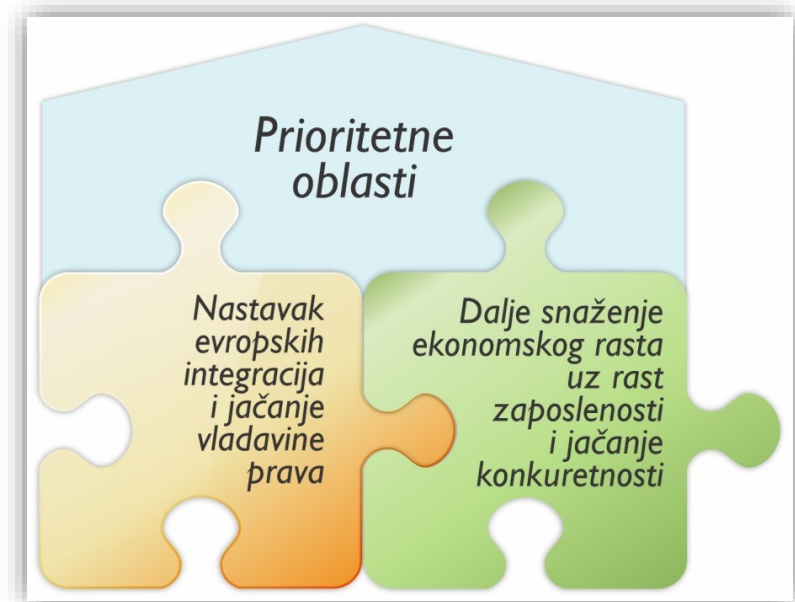 Prioritetne
oblasti
Nastavak
evropskih
integracija
i jačanje
vladavine
prava
Dalje snaženje
ekonomskog rasta
uz rast
zaposlenosti
i jačanje
konkuretnosti